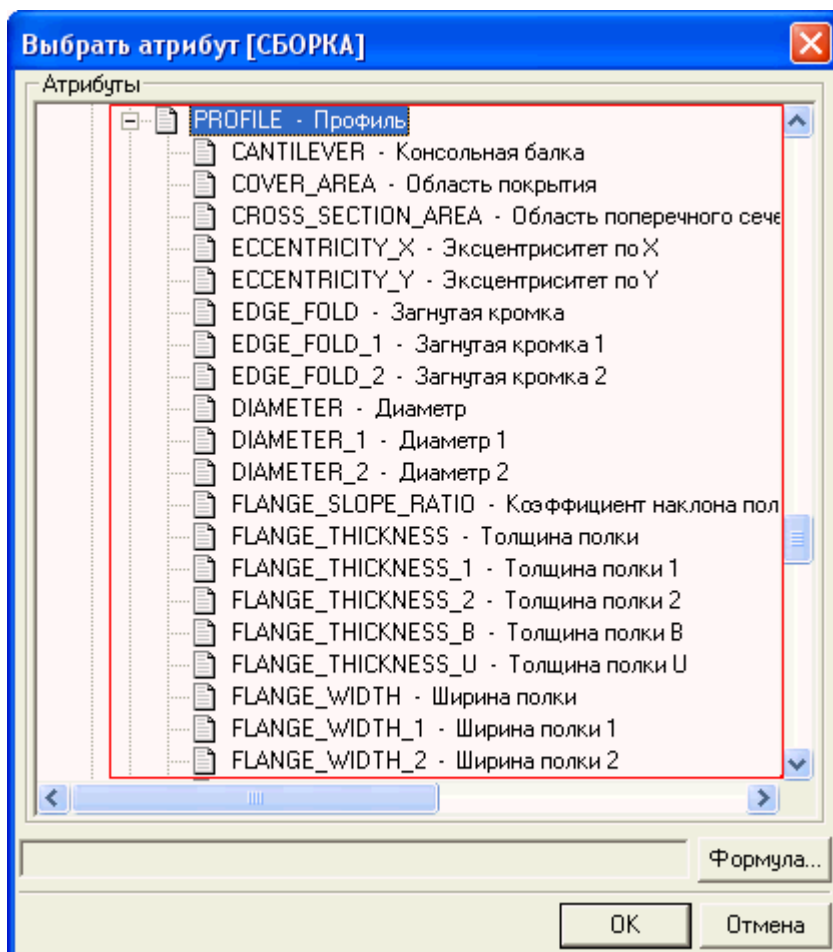 Выбрать атрибут [СБОРКА]
Атрибуты
PROFILE - Профиль
CANTILEVER - Консольная балка
COVER_AREA - Область покрытия
CROSS_SECTION_AREA - Область поперечного сече
ECCENTRICITY_X - Эксцентриситет по X
ECCENTRICITY_Y - Эксцентриситет по Y
EDGE_FOLD - Загнутая кромка
EDGE_FOLD_1 - Загнутая кромка 1
EDGE_FOLD_2 - Загнутая кромка 2
DIAMETER - Диаметр
DIAMETER_1 - Диаметр 1
DIAMETER_2 - Диаметр 2
FLANGE_SLOPE_RATIO - Коэффициент наклона пол
FLANGE_THICKNESS - Толщина полки
FLANGE_THICKNESS_1 - Толщина полки 1
FLANGE_THICKNESS_2 - Толщина полки 2
FLANGE_THICKNESS_B - Толщина полки B
FLANGE_THICKNESS_U - Толщина полки U
FLANGE_WIDTH - Ширина полки
FLANGE_WIDTH_1 - Ширина полки 1
FLANGE_WIDTH_2 - Ширина полки 2
Формула...
OK
Отмена